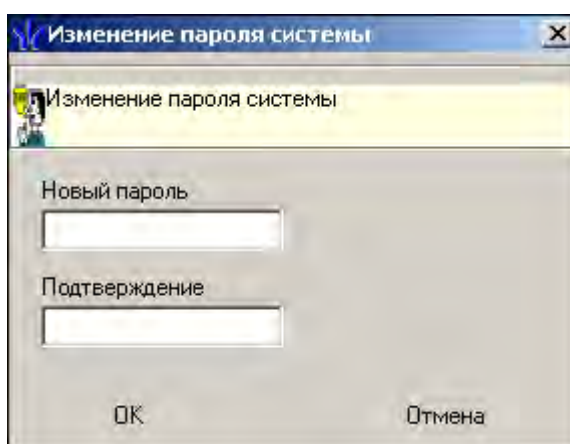 Изменение пароля системы
Изменение пароля системы
Новый пароль
Подтверждение
OK Отмена